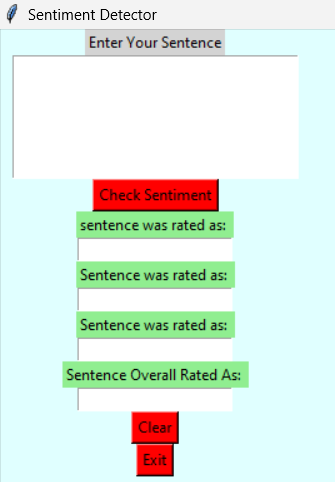 Sentiment Detector
Enter Your Sentence
Check Sentiment
sentence was rated as:
Sentence was rated as:
Sentence was rated as:
Sentence Overall Rated As:
Clear
Exit